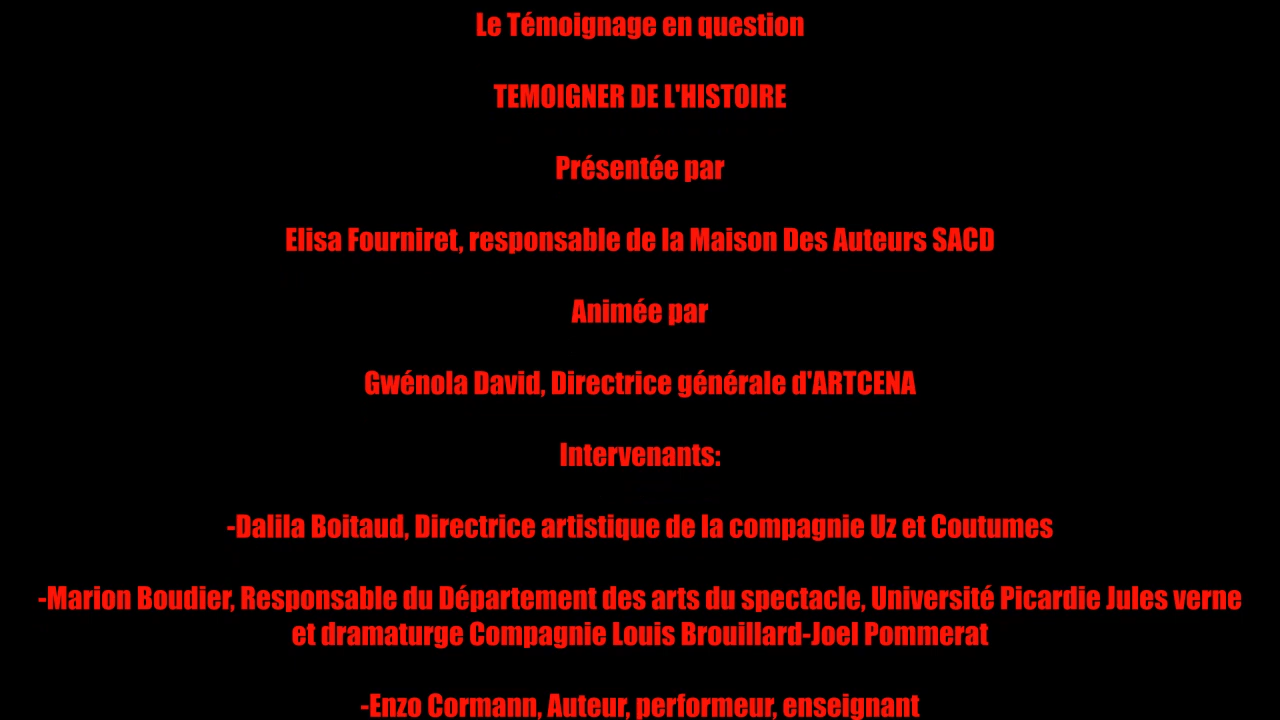 Le Témoignage en question
TEMOIGNER DE L'HISTOIRE
Présentée par
Elisa Fourniret, responsable de la Maison Des Auteurs SACD
Animée par
Gwénola David, Directrice générale d'ARTCENA
Intervenants:
-Dalila Boitaud, Directrice artistique de la compagnie Uz et Coutumes
-Marion Boudier, Responsable du Département des arts du spectacle, Université Picardie Jules verne
et dramaturge Compagnie Louis Brouillard-Joel Pommerat
-Enzo Cormann, Auteur, performeur, enseignant